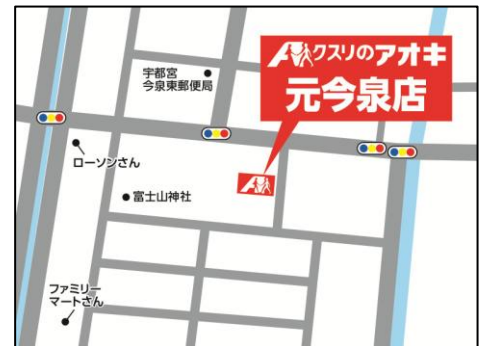 クスリのアオキ
元今泉店
宇都宮
今泉東郵便局
ローソンさん
富士山神社
ファミリー
マートさん